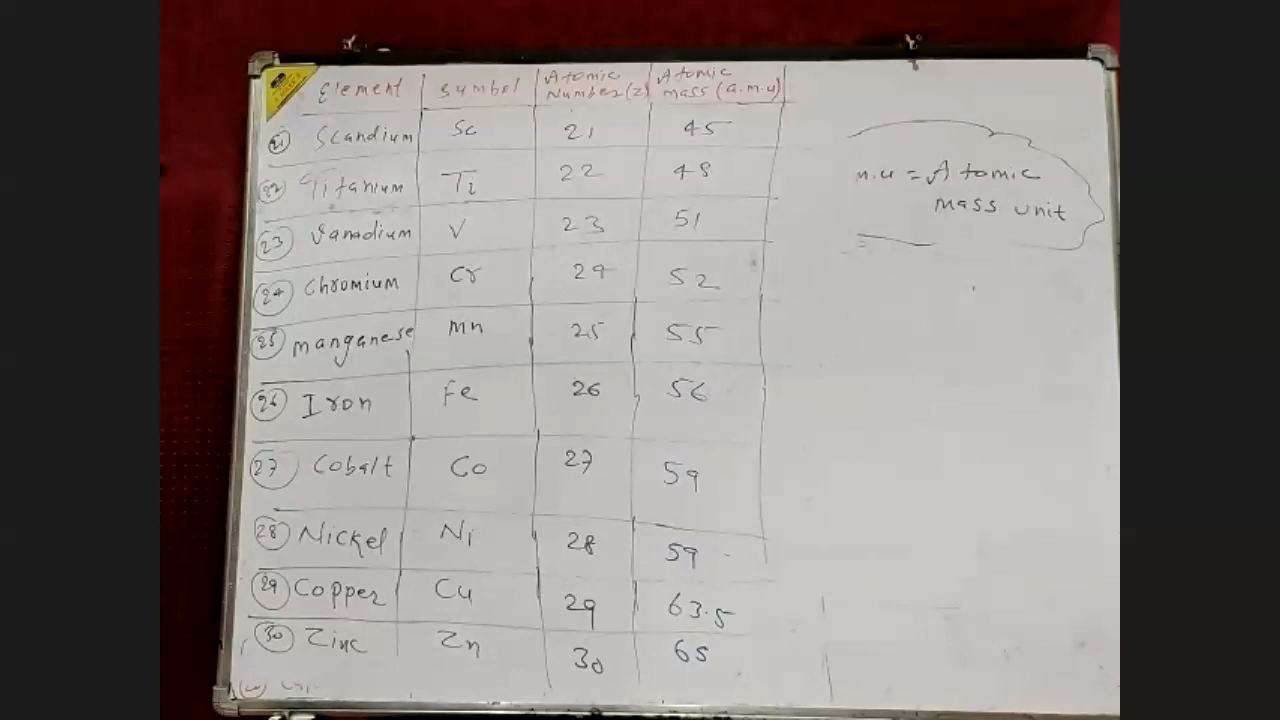 Element Symbol Atomic Number(Z) Atomic mass (a.m.u)
21 Scandium Sc 21 45
22 Titanium Ti 22 48
23 Vanadium V 23 51
24 Chromium Cr 24 52
25 manganese Mn 25 55
26 Iron Fe 26 56
27 Cobalt Co 27 59
28 Nickel Ni 28 59
29 Copper Cu 29 63.5
30 Zinc Zn 30 65
m.u = Atomic
mass unit